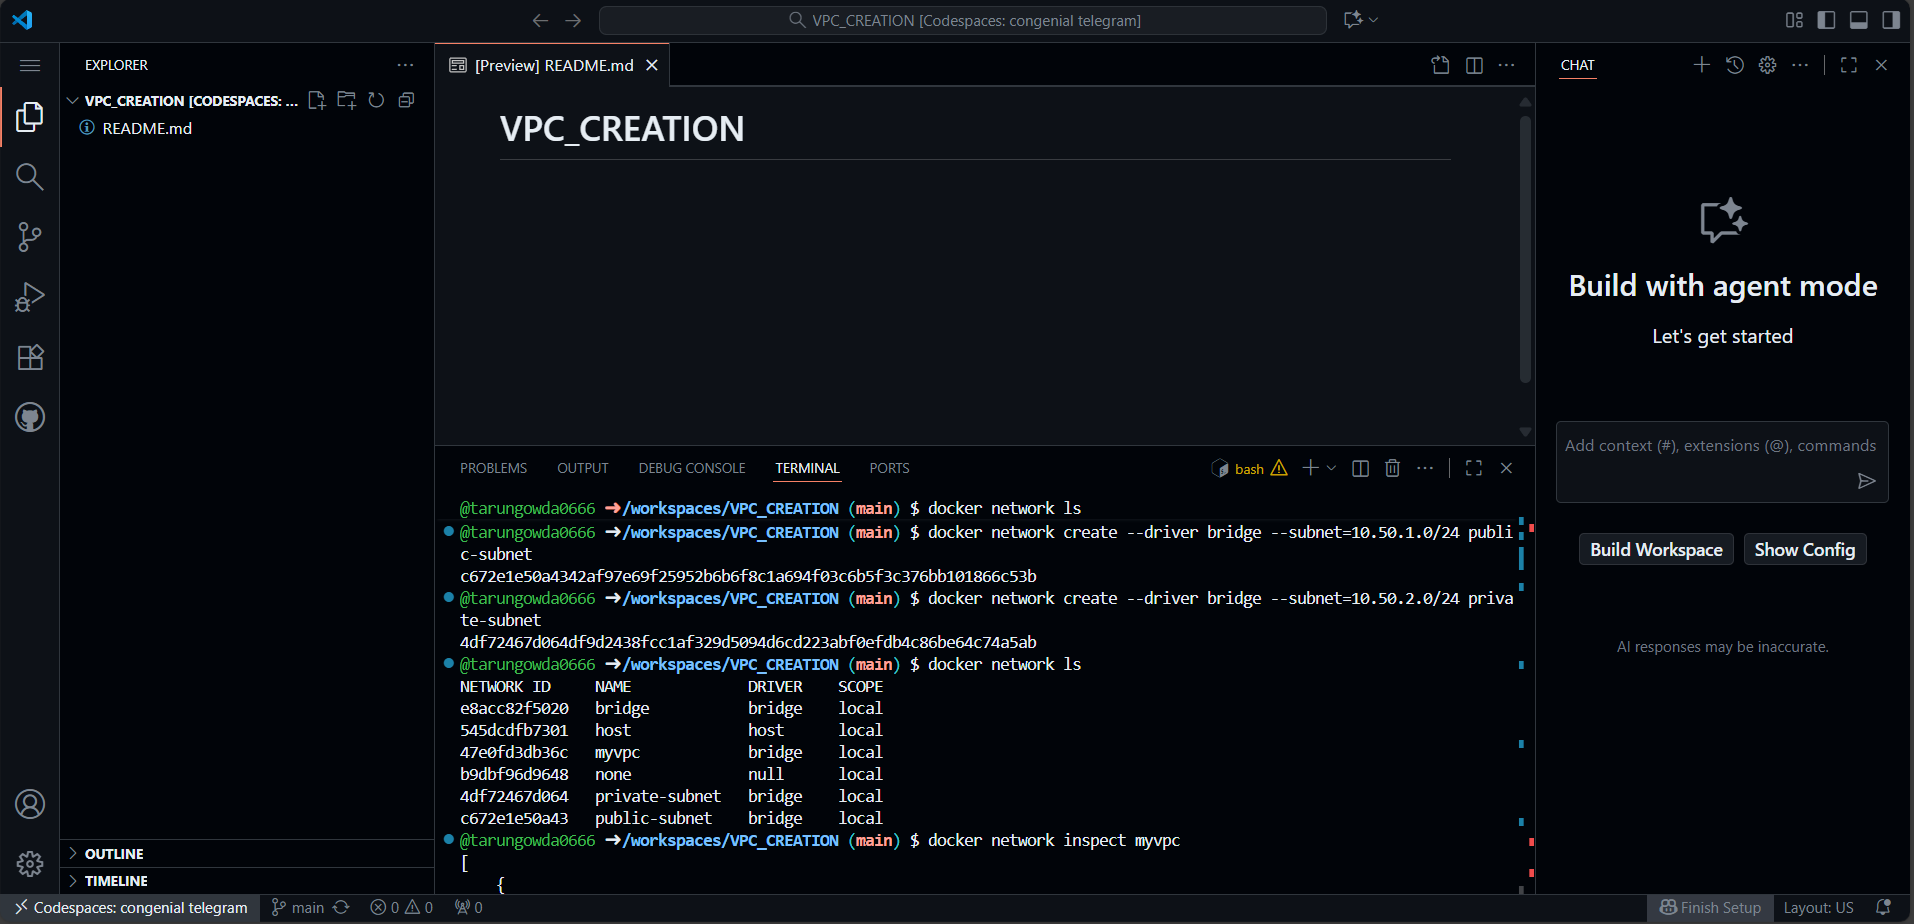 VPC_CREATION [Codespaces: congenial telegram]
EXPLORER
VPC_CREATION [CODESPACES: ...
README.md
OUTLINE
TIMELINE
[Preview] README.md
VPC_CREATION
PROBLEMS OUTPUT DEBUG CONSOLE TERMINAL PORTS
bash
@tarungowda0666 ➜/workspaces/VPC_CREATION (main) $ docker network ls
@tarungowda0666 ➜/workspaces/VPC_CREATION (main) $ docker network create --driver bridge --subnet=10.50.1.0/24 publi
c-subnet
c672e1e50a4342af97e69f25952b6b6f8c1a694f03c6b5f3c376bb101866c53b
@tarungowda0666 ➜/workspaces/VPC_CREATION (main) $ docker network create --driver bridge --subnet=10.50.2.0/24 priva
te-subnet
4df72467d064df9d2438fcc1af329d5094d6cd223abf0efdb4c86be64c74a5ab
@tarungowda0666 ➜/workspaces/VPC_CREATION (main) $ docker network ls
NETWORK ID NAME DRIVER SCOPE
e8acc82f5020 bridge bridge local
545dcdfb7301 host host local
47e0fd3db36c myvpc bridge local
b9dbf96d9648 none null local
4df72467d064 private-subnet bridge local
c672e1e50a43 public-subnet bridge local
@tarungowda0666 ➜/workspaces/VPC_CREATION (main) $ docker network inspect myvpc
[
{
CHAT
Build with agent mode
Let's get started
Add context (#), extensions (@), commands
Build Workspace
Show Config
AI responses may be inaccurate.
Codespaces: congenial telegram main 0 0 0
Finish Setup Layout: US